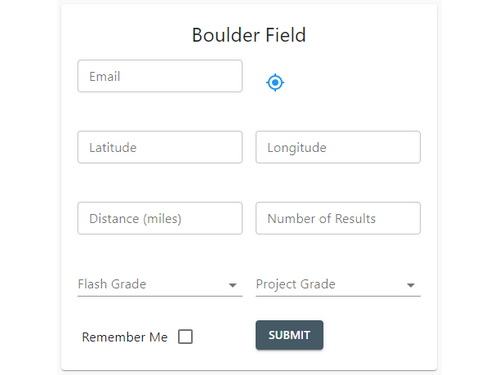 Boulder Field
Email
Latitude Longitude
Distance (miles) Number of Results
Flash Grade Project Grade
Remember Me SUBMIT